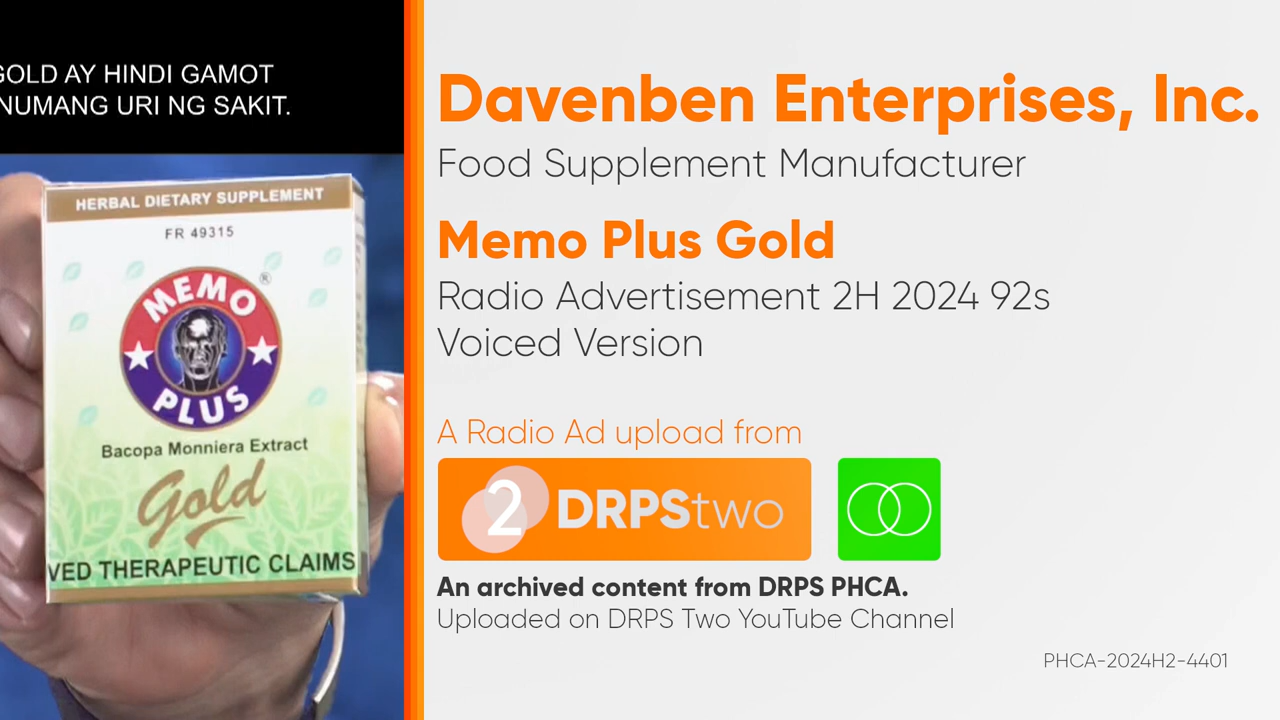 GOLD AY HINDI GAMOT
NUMANG URI NG SAKIT.
HERBAL DIETARY SUPPLEMENT
FR 49315
MEMO
®
PLUS
Bacopa Monniera Extract
Gold
VED THERAPEUTIC CLAIMS
Davenben Enterprises, Inc.
Food Supplement Manufacturer
Memo Plus Gold
Radio Advertisement 2H 2024 92s
Voiced Version
A Radio Ad upload from
2 DRPStwo
An archived content from DRPS PHCA.
Uploaded on DRPS Two YouTube Channel
PHCA-2024H2-4401